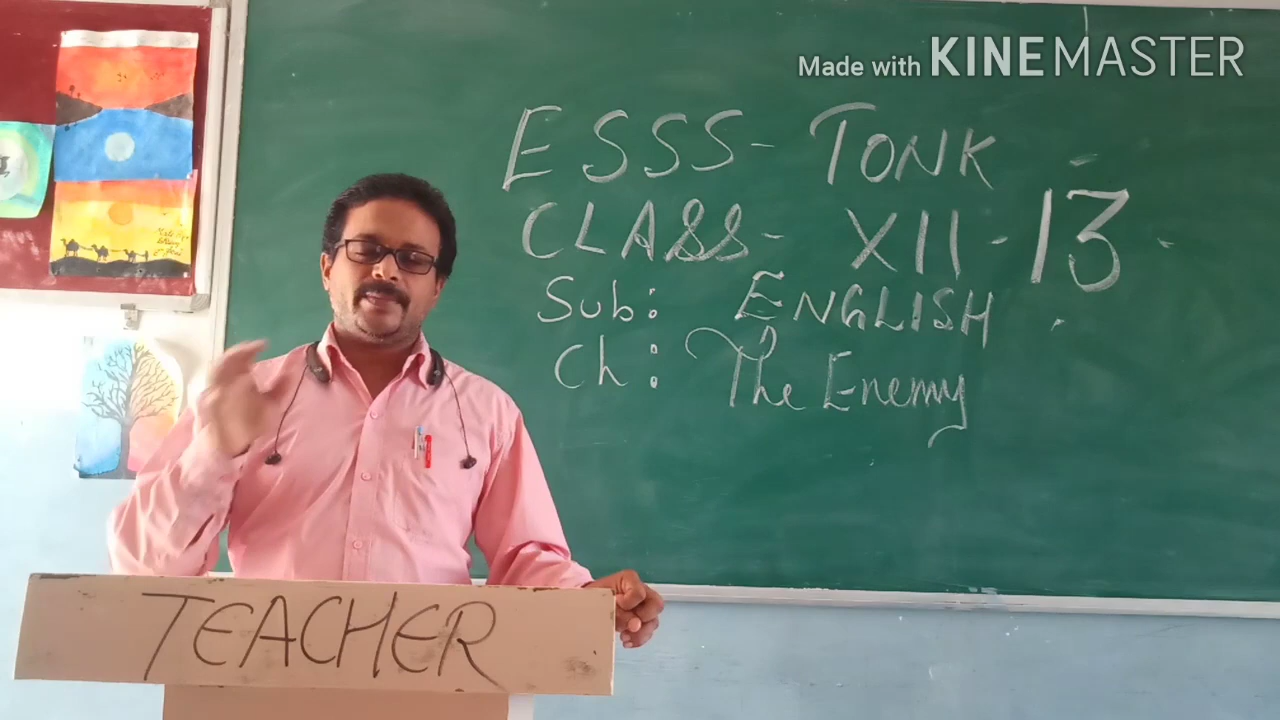 Made with KINEMASTER
ESSS - TONK
CLASS - XII - 13
Sub: ENGLISH
Ch: The Enemy
TEACHER